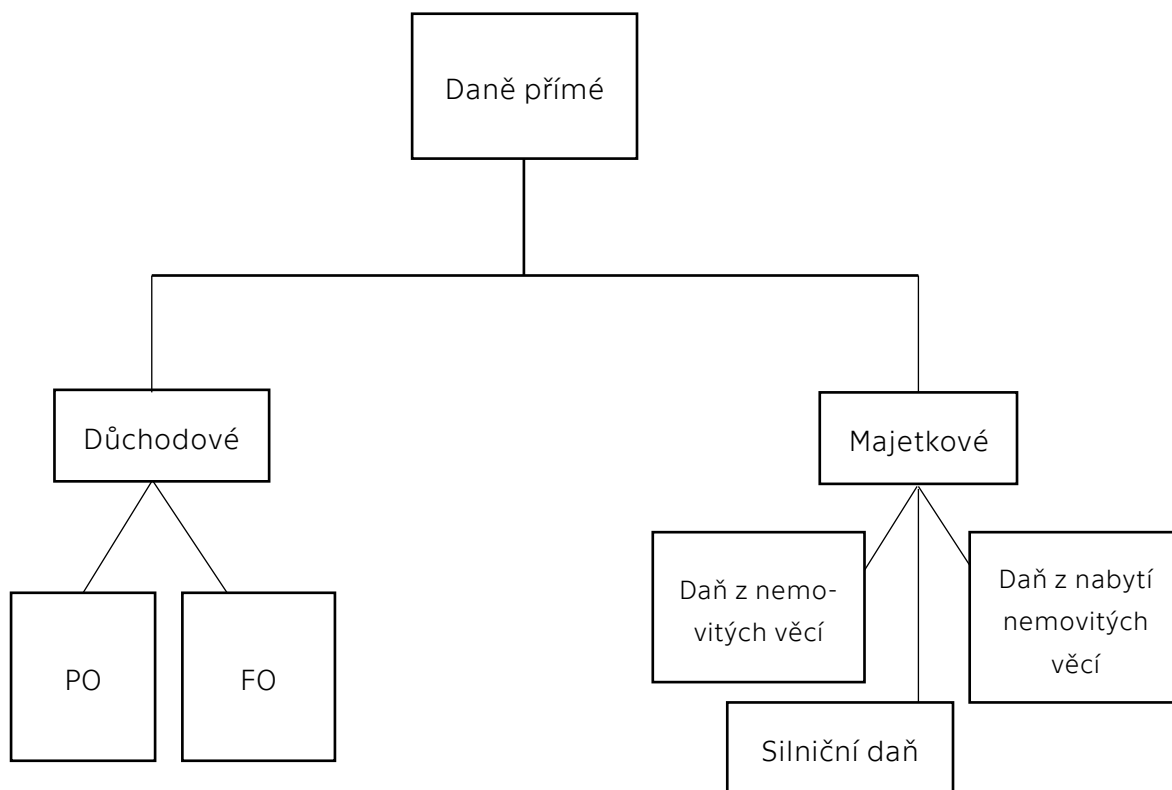 Daně přímé
Důchodové
Majetkové
Daň z nemo-
vitých věcí
Daň z nabytí
nemovitých
věcí
PO
FO
Silniční daň